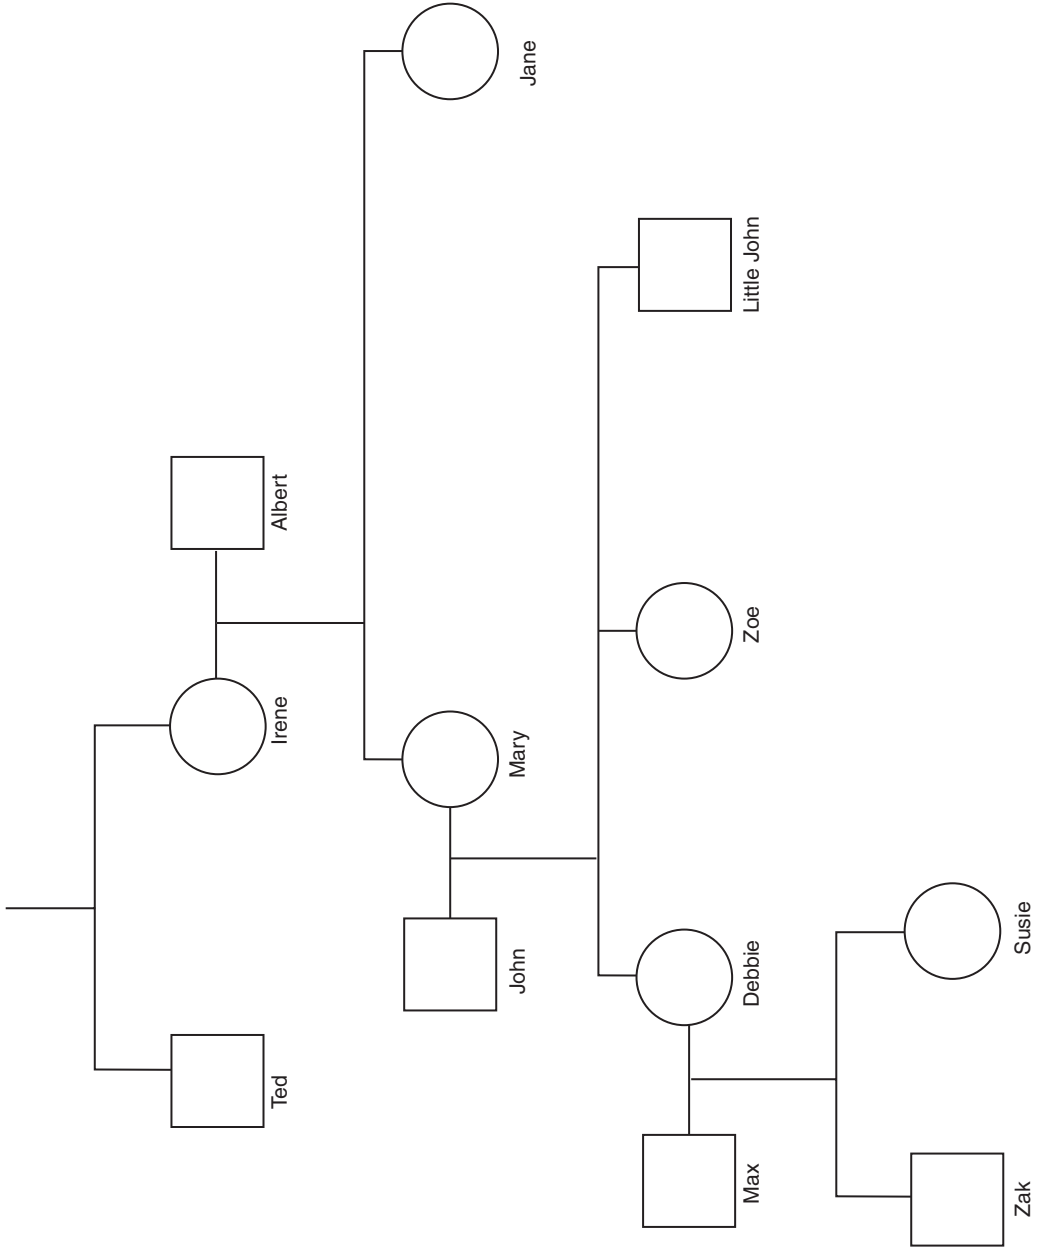 Ted
Irene
Albert
John
Mary
Jane
Max
Debbie
Zoe
Little John
Zak
Susie